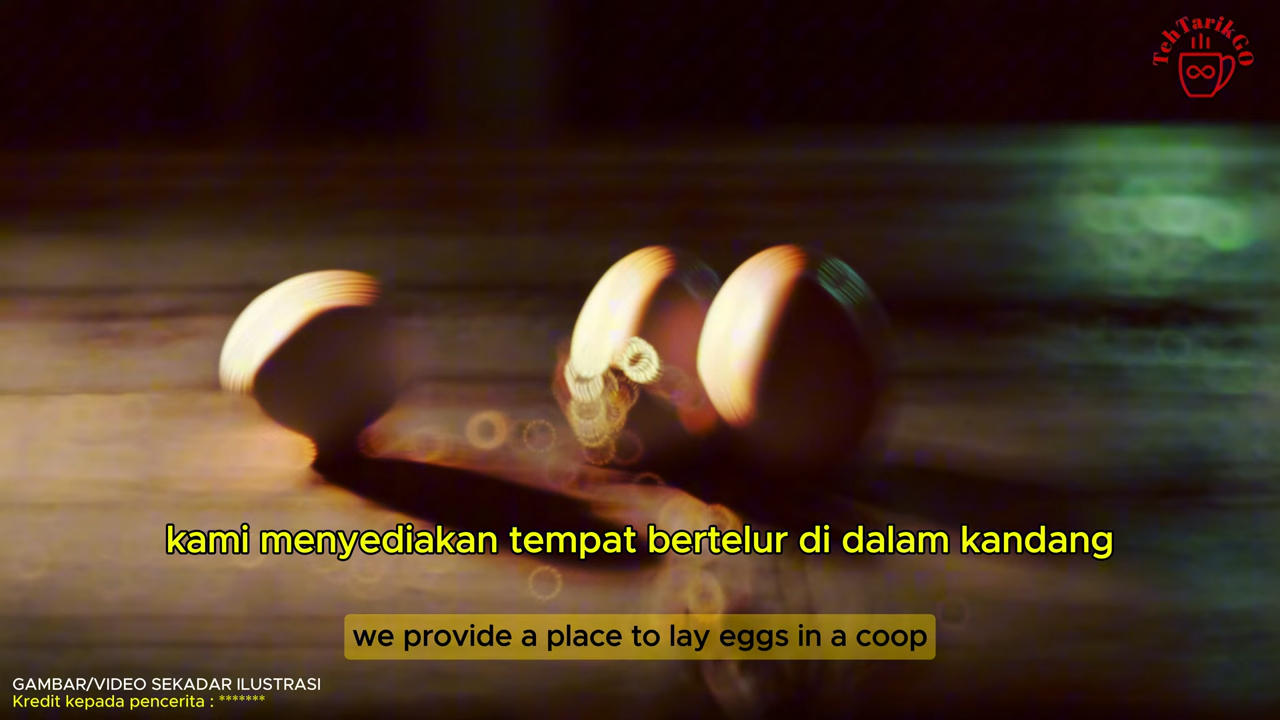 TehTarikGO
kami menyediakan tempat bertelur di dalam kandang
we provide a place to lay eggs in a coop
GAMBAR/VIDEO SEKADAR ILUSTRASI
Kredit kepada pencerita : *******